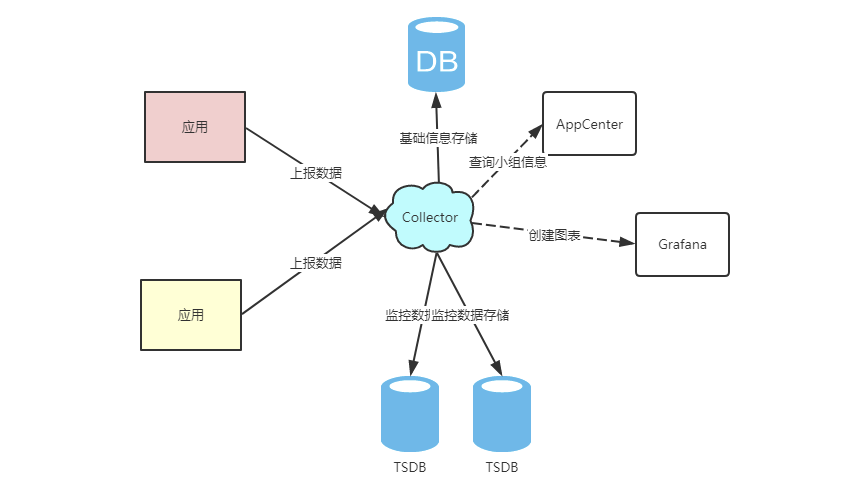 DB
应用
AppCenter
基础信息存储
查询小组信息
上报数据
Collector
创建图表
Grafana
上报数据
应用
监控数据
监控数据存储
TSDB
TSDB